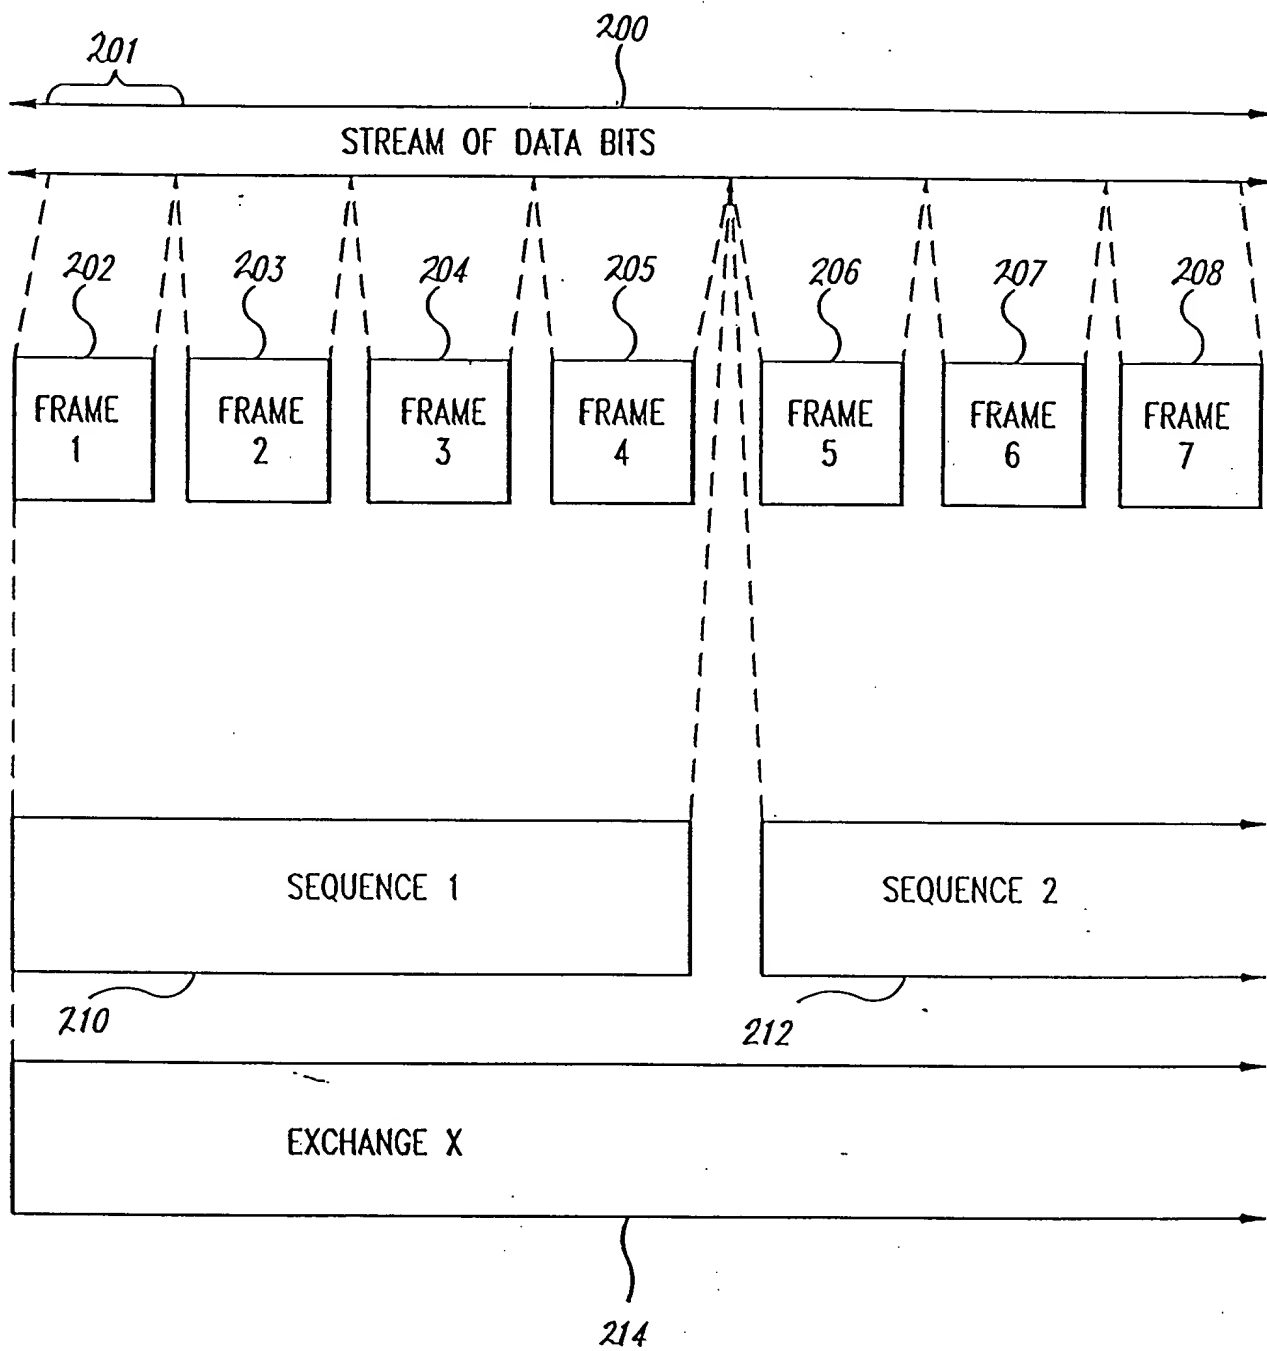 200
201
STREAM OF DATA BITS
202 203 204 205 206 207 208
FRAME 1
FRAME 2
FRAME 3
FRAME 4
FRAME 5
FRAME 6
FRAME 7
SEQUENCE 1
SEQUENCE 2
210
212
EXCHANGE X
214